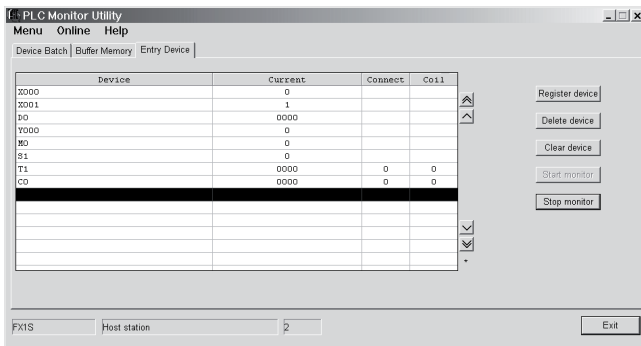 PLC Monitor Utility
Menu Online Help
Device Batch Buffer Memory Entry Device
Device Current Connect Coil
X000 0
X001 1
D0 0000
Y000 0
M0 0
S1 0
T1 0000 0 0
C0 0000 0 0
Register device
Delete device
Clear device
Start monitor
Stop monitor
FX1S Host station 2
Exit